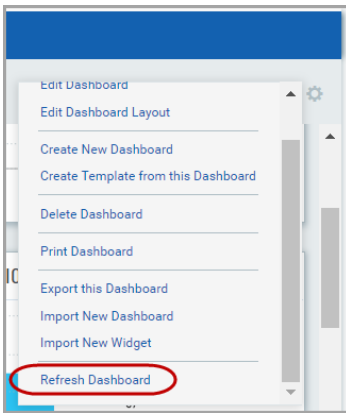 Edit Dashboard
Edit Dashboard Layout
Create New Dashboard
Create Template from this Dashboard
Delete Dashboard
Print Dashboard
Export this Dashboard
Import New Dashboard
Import New Widget
Refresh Dashboard